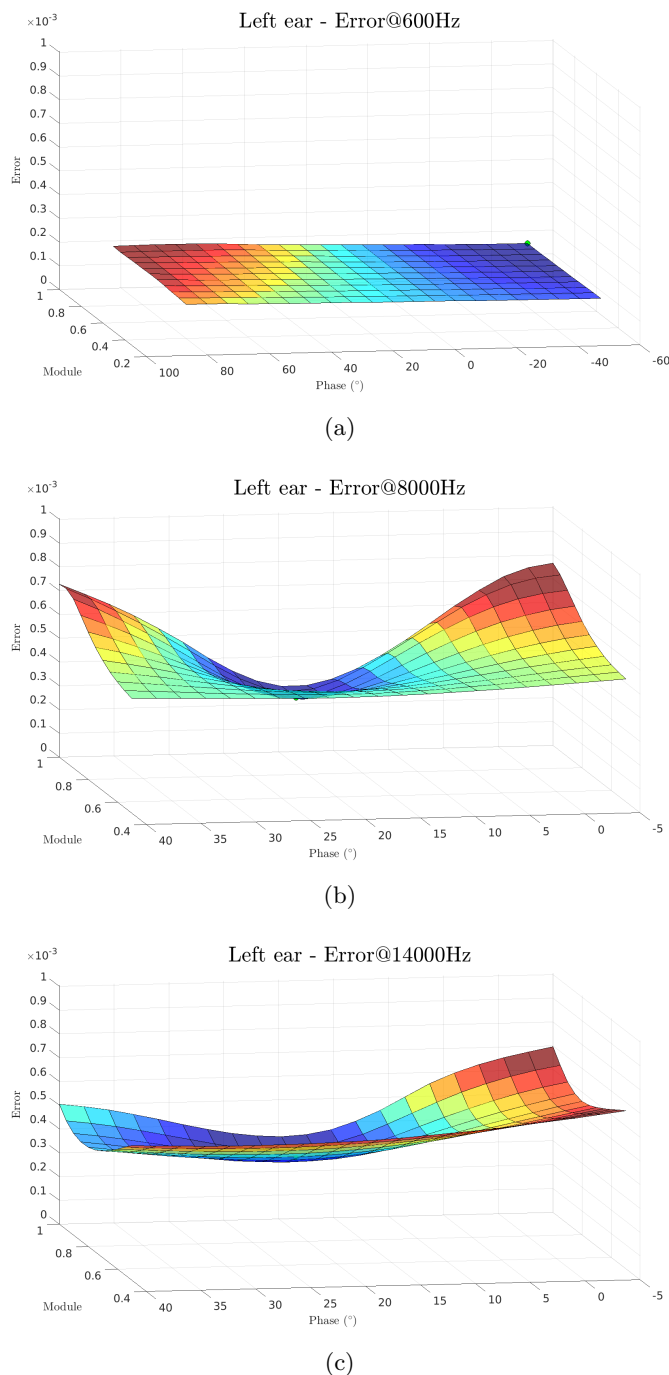 Left ear - Error@600Hz
×10-3
1
0.9
0.8
0.7
0.6
0.5
0.4
0.3
0.2
0.1
0
Error
1
0.8
0.6
0.4
0.2
Module
100 80 60 40 20 0 -20 -40 -60
Phase (°)
(a)
Left ear - Error@8000Hz
×10-3
1
0.9
0.8
0.7
0.6
0.5
0.4
0.3
0.2
0.1
0
Error
1
0.8
0.6
0.4
Module
40 35 30 25 20 15 10 5 0 -5
Phase (°)
(b)
Left ear - Error@14000Hz
×10-3
1
0.9
0.8
0.7
0.6
0.5
0.4
0.3
0.2
0.1
0
Error
1
0.8
0.6
0.4
Module
40 35 30 25 20 15 10 5 0 -5
Phase (°)
(c)